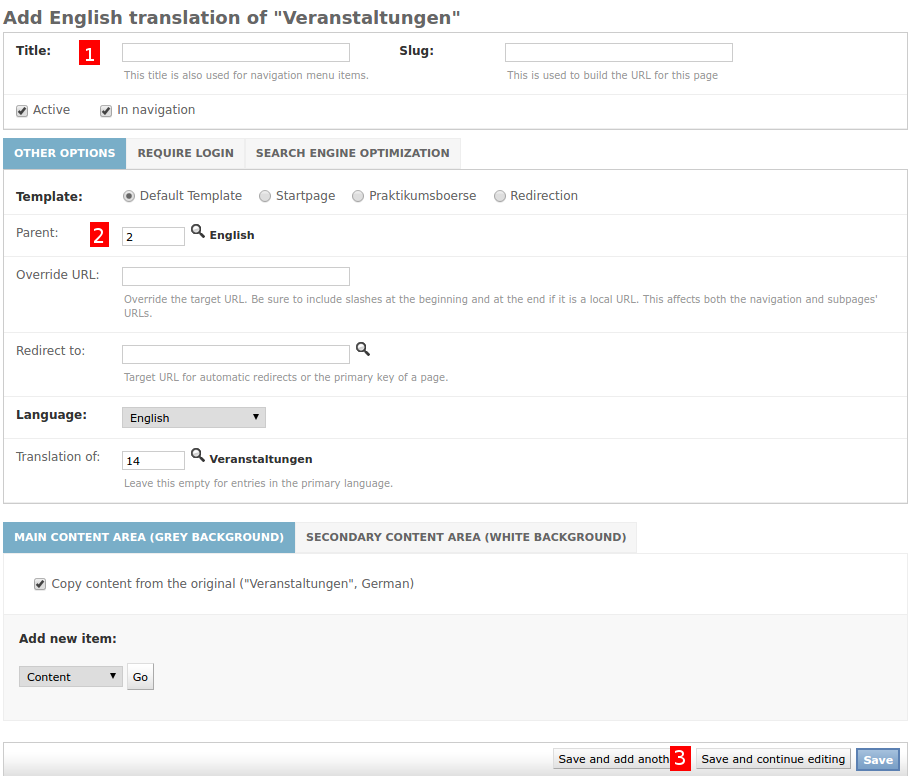 Add English translation of "Veranstaltungen"
Title: 1 Slug:
This title is also used for navigation menu items. This is used to build the URL for this page
Active In navigation
OTHER OPTIONS REQUIRE LOGIN SEARCH ENGINE OPTIMIZATION
Template: Default Template Startpage Praktikumsboerse Redirection
Parent: 2 2 English
Override URL:
Override the target URL. Be sure to include slashes at the beginning and at the end if it is a local URL. This affects both the navigation and subpages'
URLs.
Redirect to:
Target URL for automatic redirects or the primary key of a page.
Language: English
Translation of: 14 Veranstaltungen
Leave this empty for entries in the primary language.
MAIN CONTENT AREA (GREY BACKGROUND) SECONDARY CONTENT AREA (WHITE BACKGROUND)
Copy content from the original ("Veranstaltungen", German)
Add new item:
Content Go
Save and add anoth 3 Save and continue editing Save